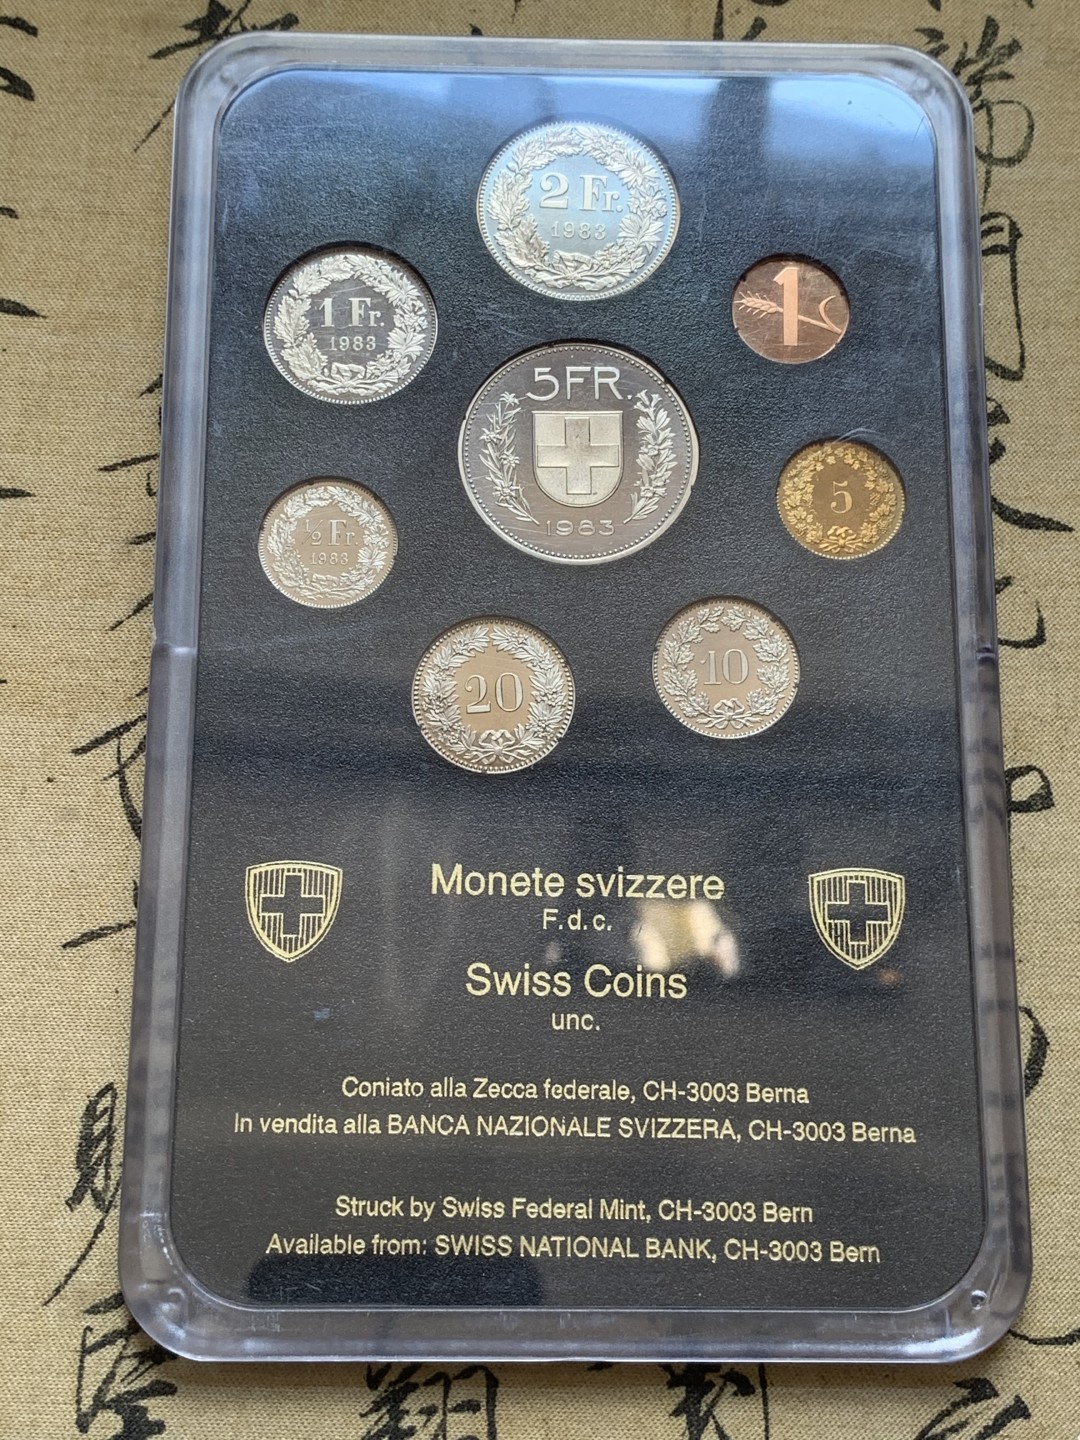 2 Fr.
1983
1 Fr.
1983
1
5 FR.
1983
5
½ Fr.
1983
20
10
Monete svizzere
F.d.c.
Swiss Coins
unc.
Coniato alla Zecca federale, CH-3003 Berna
In vendita alla BANCA NAZIONALE SVIZZERA, CH-3003 Berna
Struck by Swiss Federal Mint, CH-3003 Bern
Available from: SWISS NATIONAL BANK, CH-3003 Bern